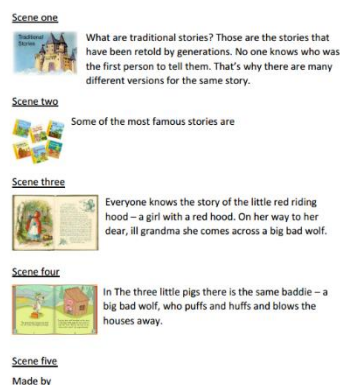 Scene one
Traditional
Stories
What are traditional stories? Those are the stories that
have been retold by generations. No one knows who was
the first person to tell them. That's why there are many
different versions for the same story.
Scene two
Some of the most famous stories are
Scene three
Everyone knows the story of the little red riding
hood – a girl with a red hood. On her way to her
dear, ill grandma she comes across a big bad wolf.
Scene four
In The three little pigs there is the same baddie – a
big bad wolf, who puffs and huffs and blows the
houses away.
Scene five
Made by